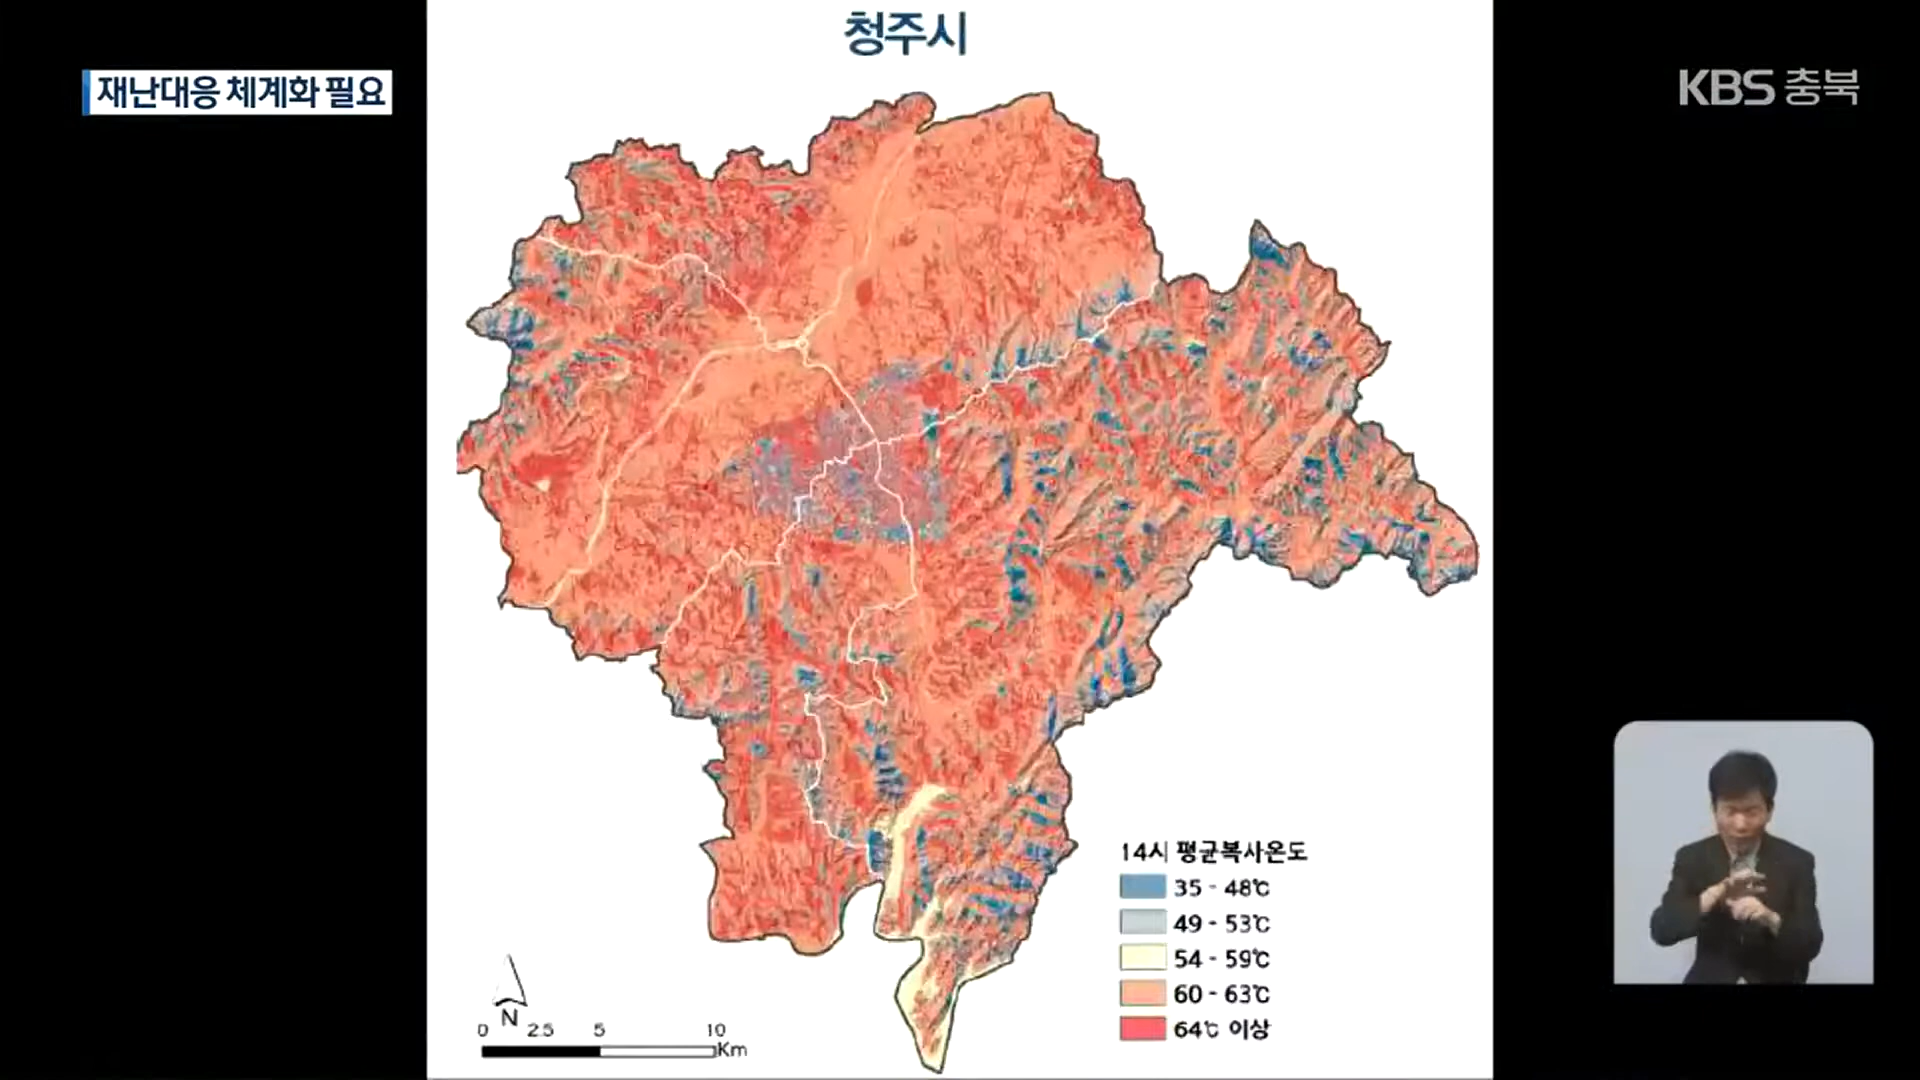 청주시
재난대응 체계화 필요
KBS 충북
14시 평균복사온도
35 - 48℃
49 - 53℃
54 - 59℃
60 - 63℃
64℃ 이상
N
0 2.5 5 10
Km